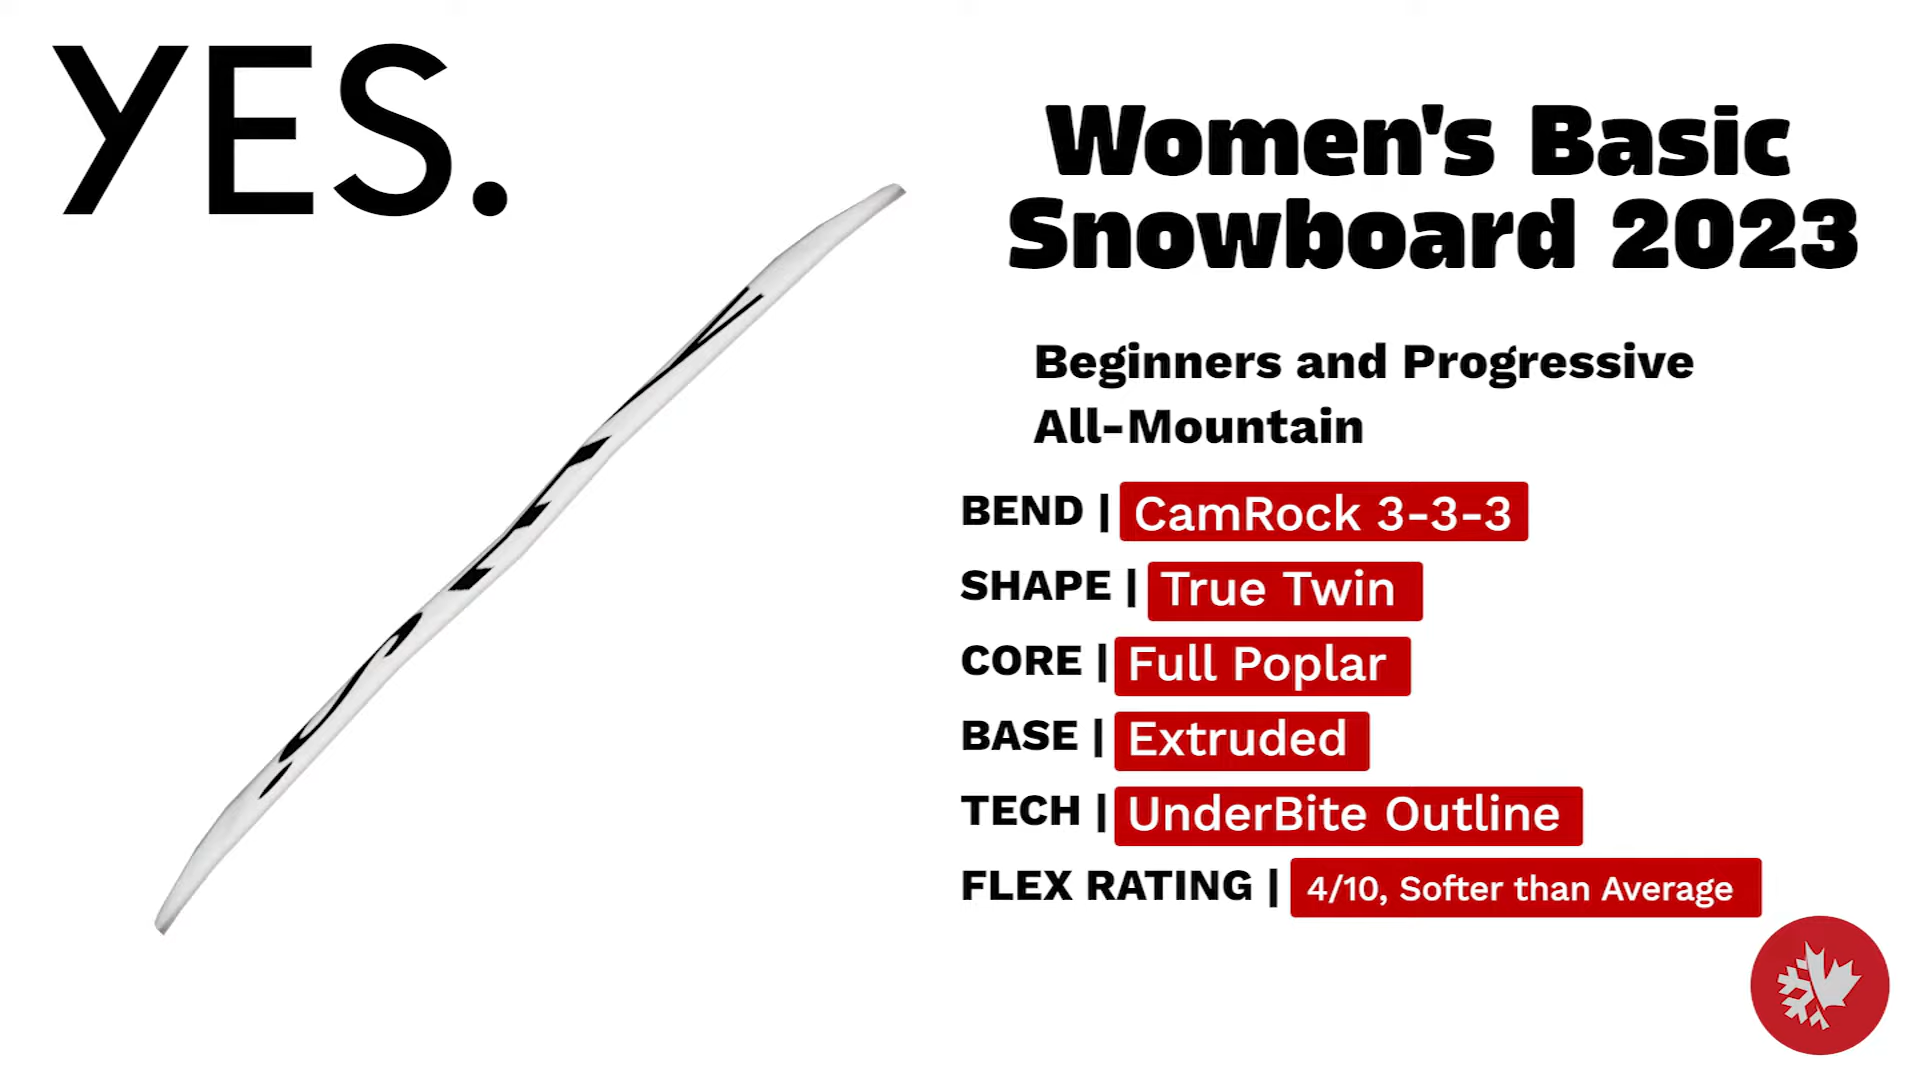 YES.
Women's Basic
Snowboard 2023
Beginners and Progressive
All-Mountain
BEND | CamRock 3-3-3
SHAPE | True Twin
CORE | Full Poplar
BASE | Extruded
TECH | UnderBite Outline
FLEX RATING | 4/10, Softer than Average